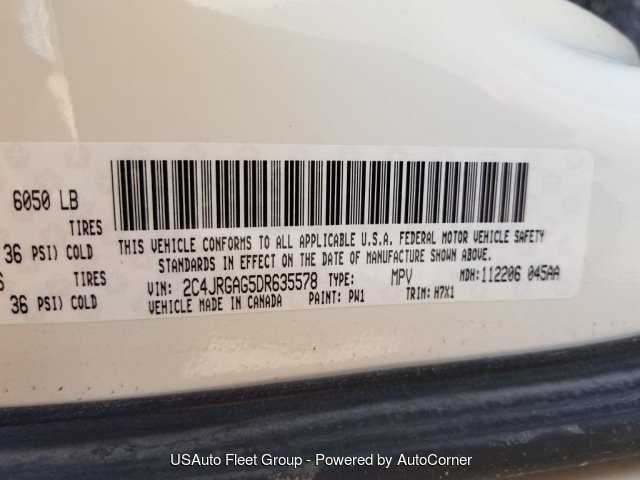 6050 LB
TIRES
36 PSI) COLD
TIRES
36 PSI) COLD
THIS VEHICLE CONFORMS TO ALL APPLICABLE U.S.A. FEDERAL MOTOR VEHICLE SAFETY
STANDARDS IN EFFECT ON THE DATE OF MANUFACTURE SHOWN ABOVE.
VIN: 2C4JRGAG5DR635578 TYPE: MPV MDH: 112206 045AA
VEHICLE MADE IN CANADA PAINT: PW1 TRIM: H7X1
USAuto Fleet Group - Powered by AutoCorner